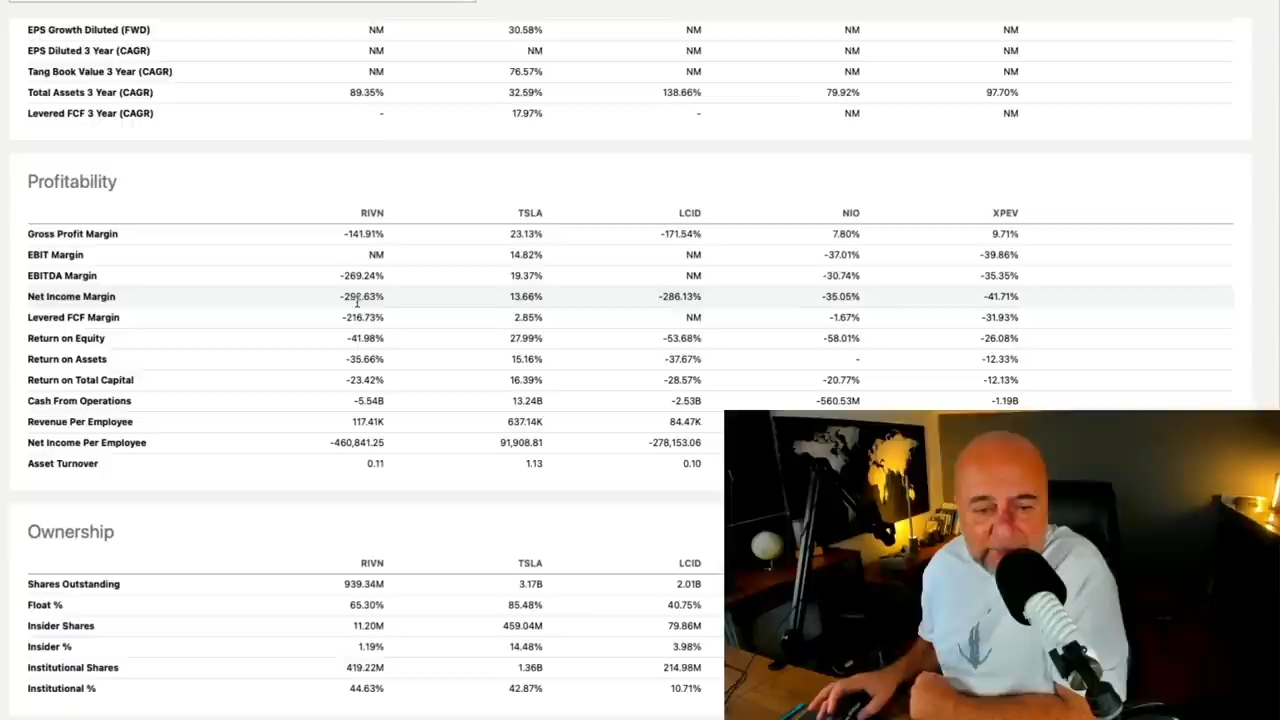 EPS Growth Diluted (FWD) NM 30.58% NM NM NM
EPS Diluted 3 Year (CAGR) NM NM NM NM NM
Tang Book Value 3 Year (CAGR) NM 76.57% NM NM NM
Total Assets 3 Year (CAGR) 89.35% 32.59% 138.66% 79.92% 97.70%
Levered FCF 3 Year (CAGR) - 17.97% - NM NM
Profitability
RIVN TSLA LCID NIO XPEV
Gross Profit Margin -141.91% 23.13% -171.54% 7.80% 9.71%
EBIT Margin NM 14.82% NM -37.01% -39.86%
EBITDA Margin -269.24% 19.37% NM -30.74% -35.35%
Net Income Margin -292.63% 13.66% -286.13% -35.05% -41.71%
Levered FCF Margin -216.73% 2.85% NM -1.67% -31.93%
Return on Equity -41.98% 27.99% -53.68% -58.01% -26.08%
Return on Assets -35.66% 15.16% -37.67% - -12.33%
Return on Total Capital -23.42% 16.39% -28.57% -20.77% -12.13%
Cash From Operations -5.54B 13.24B -2.53B -560.53M -1.19B
Revenue Per Employee 117.41K 637.14K 84.47K
Net Income Per Employee -460,841.25 91,908.81 -278,153.06
Asset Turnover 0.11 1.13 0.10
Ownership
RIVN TSLA LCID
Shares Outstanding 939.34M 3.17B 2.01B
Float % 65.30% 85.48% 40.75%
Insider Shares 11.20M 459.04M 79.86M
Insider % 1.19% 14.48% 3.98%
Institutional Shares 419.22M 1.36B 214.98M
Institutional % 44.63% 42.87% 10.71%